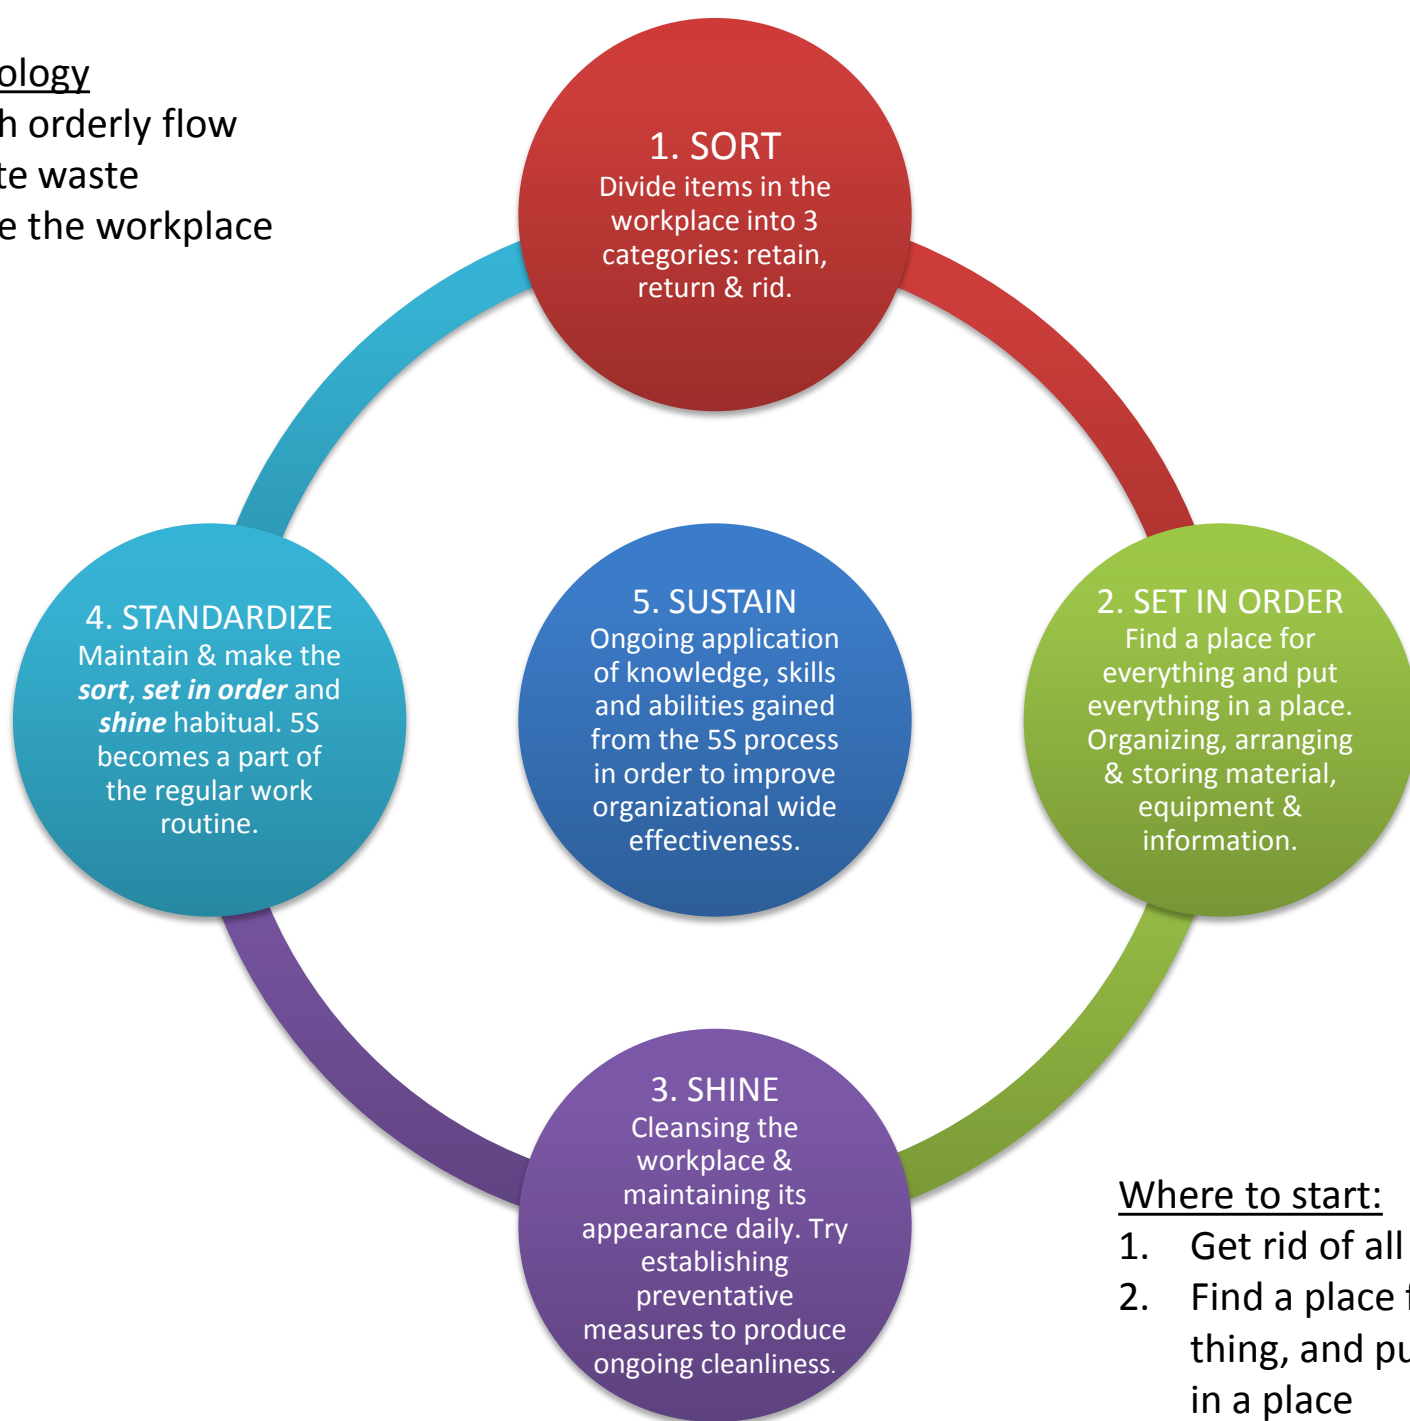 ology
h orderly flow
te waste
e the workplace
1. SORT
Divide items in the
workplace into 3
categories: retain,
return & rid.
2. SET IN ORDER
Find a place for
everything and put
everything in a place.
Organizing, arranging
& storing material,
equipment &
information.
3. SHINE
Cleansing the
workplace &
maintaining its
appearance daily. Try
establishing
preventative
measures to produce
ongoing cleanliness.
4. STANDARDIZE
Maintain & make the
sort, set in order and
shine habitual. 5S
becomes a part of
the regular work
routine.
5. SUSTAIN
Ongoing application
of knowledge, skills
and abilities gained
from the 5S process
in order to improve
organizational wide
effectiveness.
Where to start:
1. Get rid of all
2. Find a place f
thing, and pu
in a place